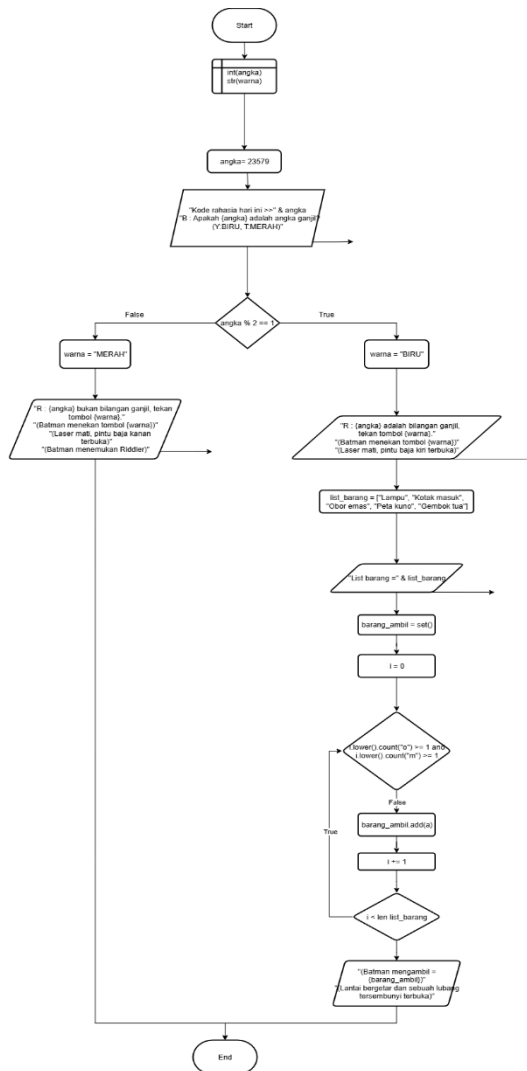 Start
int(angka)
str(warna)
angka= 23579
"Kode rahasia hari ini >>" & angka
"B : Apakah {angka} adalah angka ganjil?
(Y:BIRU, T:MERAH)"
angka % 2 == 1
False
True
warna = "MERAH"
warna = "BIRU"
"R : {angka} bukan bilangan ganjil, tekan
tombol {warna}."
"(Batman menekan tombol {warna})"
"(Laser mati, pintu baja kanan
terbuka)"
"(Batman menemukan Riddler)"
"R : {angka} adalah bilangan ganjil,
tekan tombol {warna}."
"(Batman menekan tombol {warna})"
"(Laser mati, pintu baja kiri terbuka)"
list_barang = ["Lampu", "Kotak masuk",
"Obor emas", "Peta kuno", "Gembok tua"]
"List barang =" & list_barang
barang_ambil = set()
i = 0
i.lower().count("o") >= 1 and
i.lower().count("m") >= 1
False
True
barang_ambil.add(a)
i += 1
i < len list_barang
"(Batman mengambil =
{barang_ambil})"
"(Lantai bergetar dan sebuah lubang
tersembunyi terbuka)"
End